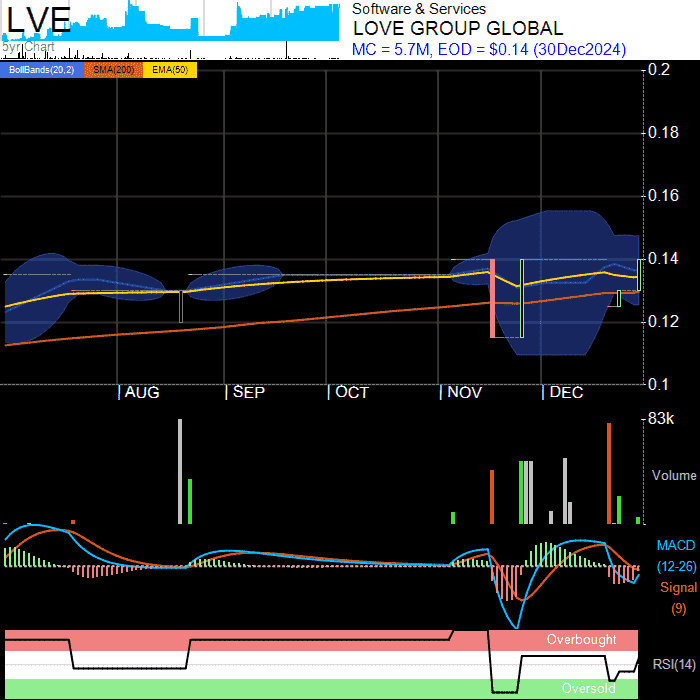 LVE
5yr Chart
Software & Services
LOVE GROUP GLOBAL
MC = 5.7M, EOD = $0.14 (30Dec2024)
BollBands(20,2) SMA(200) EMA(50)
0.2
0.18
0.16
0.14
0.12
0.1
AUG SEP OCT NOV DEC
83k
Volume
MACD
(12-26)
Signal
(9)
Overbought
RSI(14)
Oversold